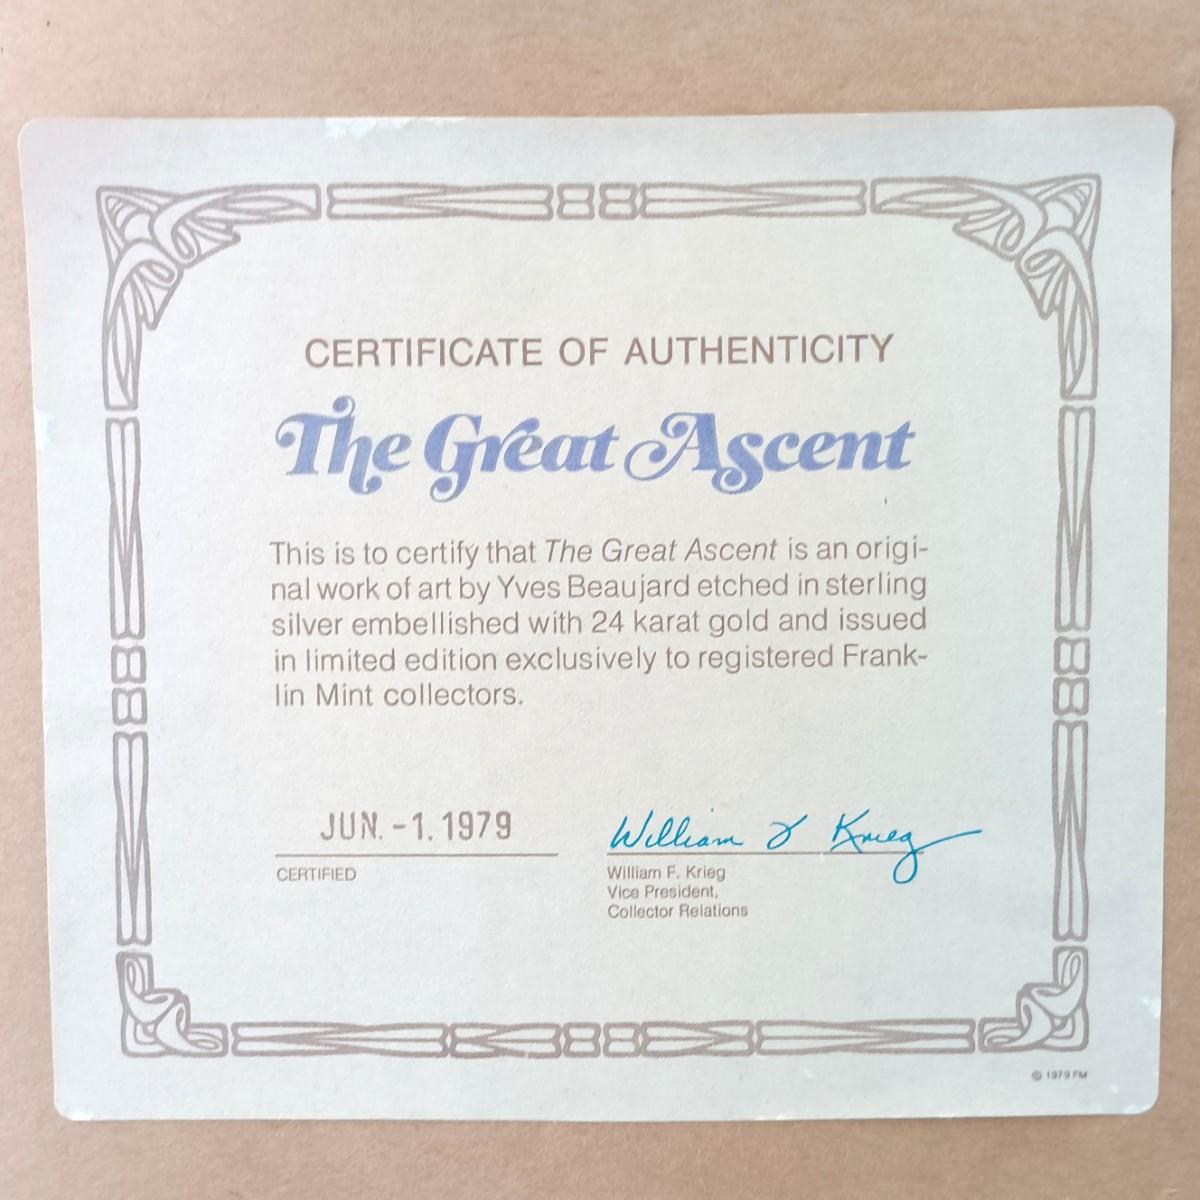 CERTIFICATE OF AUTHENTICITY
The Great Ascent
This is to certify that The Great Ascent is an origi-
nal work of art by Yves Beaujard etched in sterling
silver embellished with 24 karat gold and issued
in limited edition exclusively to registered Frank-
lin Mint collectors.
JUN. -1. 1979
CERTIFIED
William F Krieg
William F. Krieg
Vice President,
Collector Relations
© 1979 FM